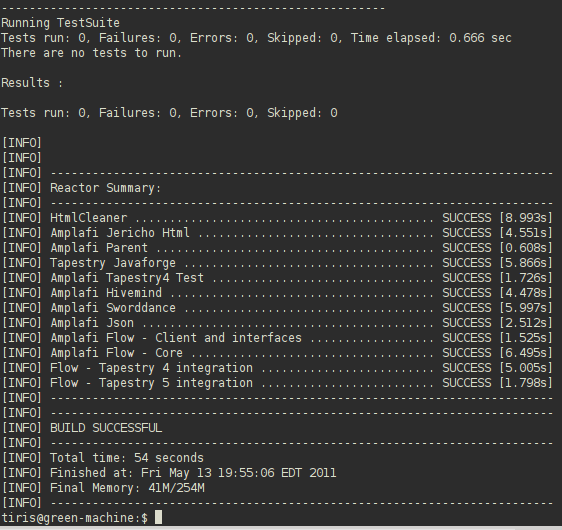 -------------------------------------------------------
Running TestSuite
Tests run: 0, Failures: 0, Errors: 0, Skipped: 0, Time elapsed: 0.666 sec
There are no tests to run.
Results :
Tests run: 0, Failures: 0, Errors: 0, Skipped: 0
[INFO]
[INFO]
[INFO] ------------------------------------------------------------------------
[INFO] Reactor Summary:
[INFO] ------------------------------------------------------------------------
[INFO] HtmlCleaner ........................................... SUCCESS [8.993s]
[INFO] Amplafi Jericho Html .................................. SUCCESS [4.551s]
[INFO] Amplafi Parent ........................................ SUCCESS [0.608s]
[INFO] Tapestry Javaforge .................................... SUCCESS [5.866s]
[INFO] Amplafi Tapestry4 Test ................................ SUCCESS [1.726s]
[INFO] Amplafi Hivemind ...................................... SUCCESS [4.478s]
[INFO] Amplafi Sworddance .................................... SUCCESS [5.997s]
[INFO] Amplafi Json .......................................... SUCCESS [2.512s]
[INFO] Amplafi Flow - Client and interfaces .................. SUCCESS [1.525s]
[INFO] Amplafi Flow - Core ................................... SUCCESS [6.495s]
[INFO] Flow - Tapestry 4 integration ......................... SUCCESS [5.005s]
[INFO] Flow - Tapestry 5 integration ......................... SUCCESS [1.798s]
[INFO] ------------------------------------------------------------------------
[INFO] ------------------------------------------------------------------------
[INFO] BUILD SUCCESSFUL
[INFO] ------------------------------------------------------------------------
[INFO] Total time: 54 seconds
[INFO] Finished at: Fri May 13 19:55:06 EDT 2011
[INFO] Final Memory: 41M/254M
[INFO] ------------------------------------------------------------------------
tiris@green-machine:$